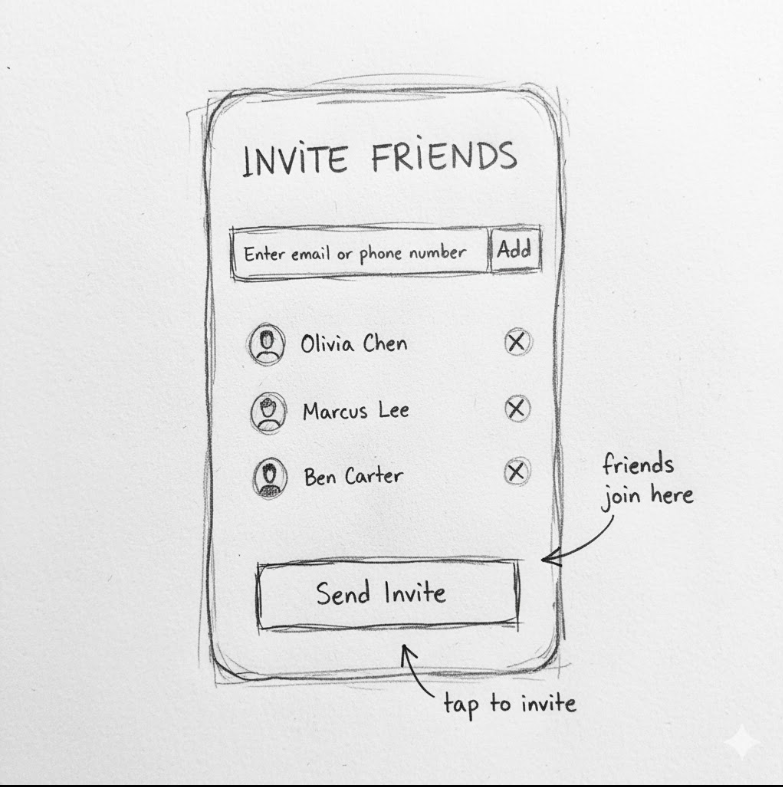 INViTE FRiENDS
Enter email or phone number
Add
Olivia Chen
Marcus Lee
Ben Carter
friends
join here
Send Invite
tap to invite